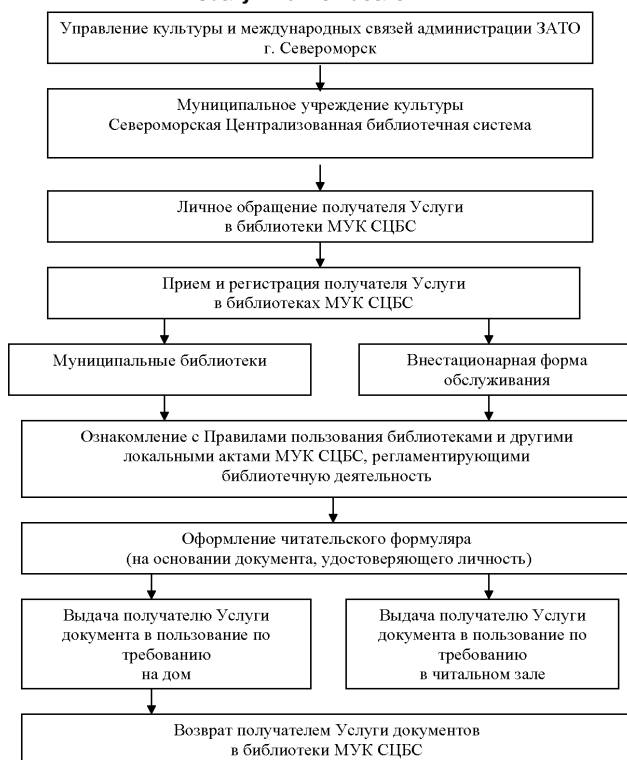 Управление культуры и международных связей администрации ЗАТО
г. Североморск
Муниципальное учреждение культуры
Североморская Централизованная библиотечная система
Личное обращение получателя Услуги
в библиотеки МУК СЦБС
Прием и регистрация получателя Услуги
в библиотеках МУК СЦБС
Муниципальные библиотеки
Внестационарная форма
обслуживания
Ознакомление с Правилами пользования библиотеками и другими
локальными актами МУК СЦБС, регламентирующими
библиотечную деятельность
Оформление читательского формуляра
(на основании документа, удостоверяющего личность)
Выдача получателю Услуги
документа в пользование по
требованию
на дом
Выдача получателю Услуги
документа в пользование по
требованию
в читальном зале
Возврат получателем Услуги документов
в библиотеки МУК СЦБС